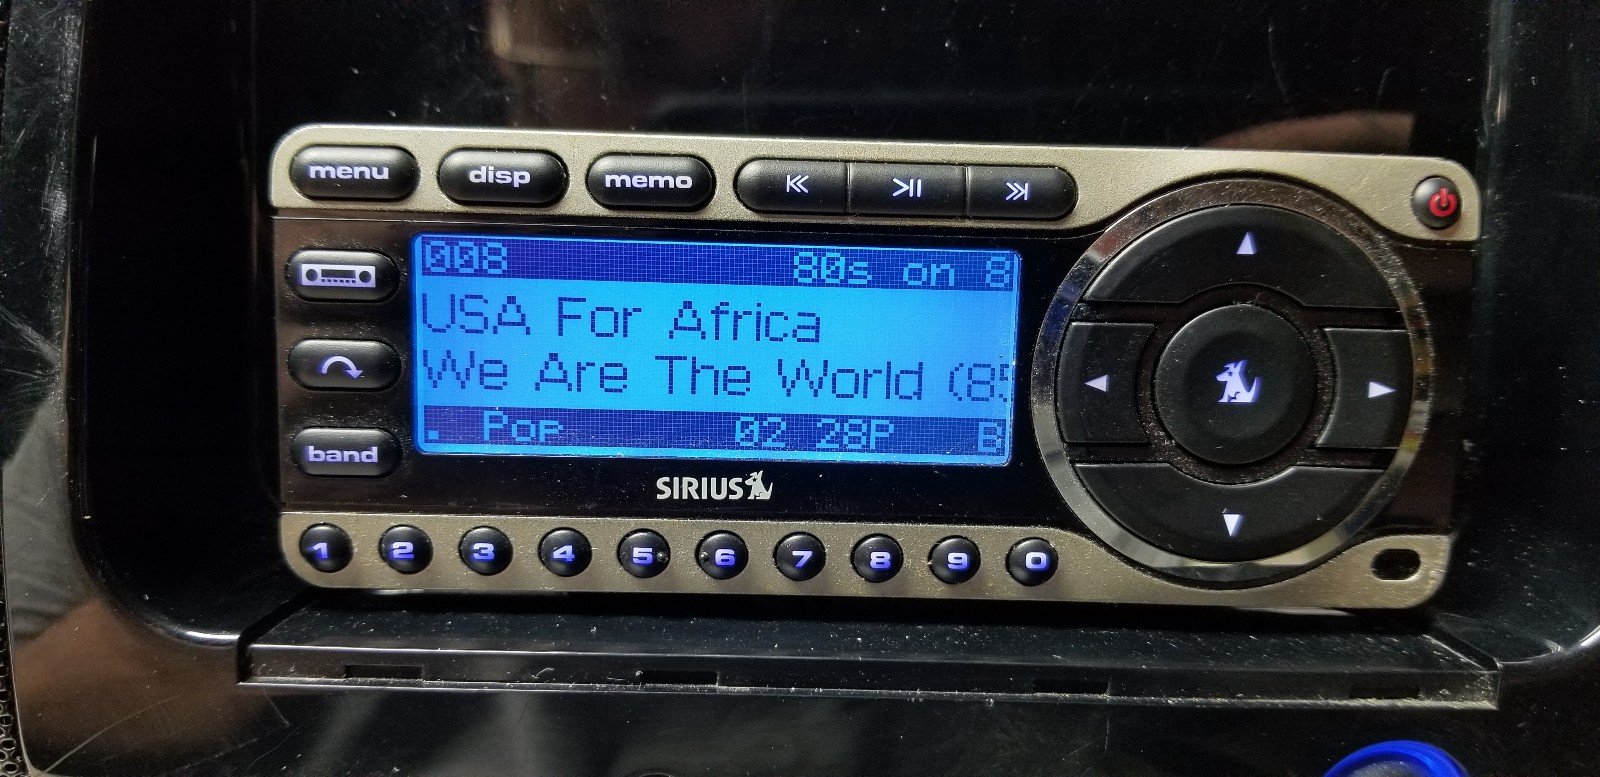 menu disp memo
008 80s on 8
USA For Africa
We Are The World (85
. Pop 02 28P B
band
SIRIUS
1 2 3 4 5 6 7 8 9 0